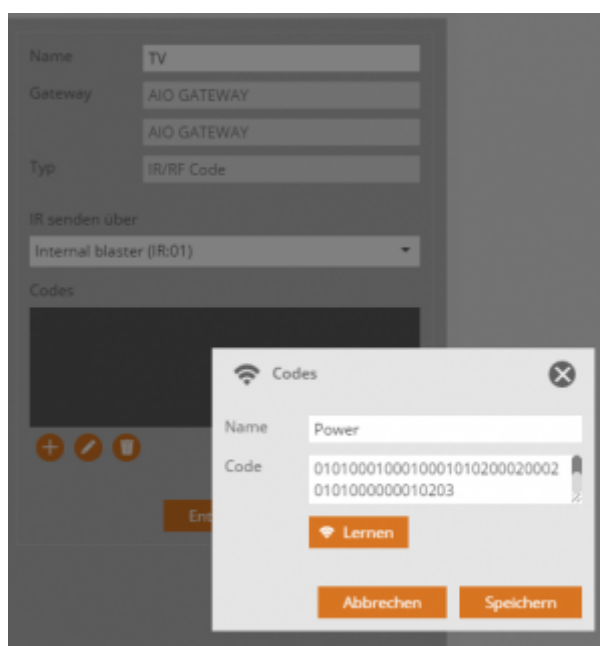 Name
TV
Gateway
AIO GATEWAY
AIO GATEWAY
Typ
IR/RF Code
IR senden über
Internal blaster (IR:01)
Codes
Codes
Name
Power
Code
0101000100010001010200020002
0101000000010203
Lernen
Ent
Abbrechen
Speichern